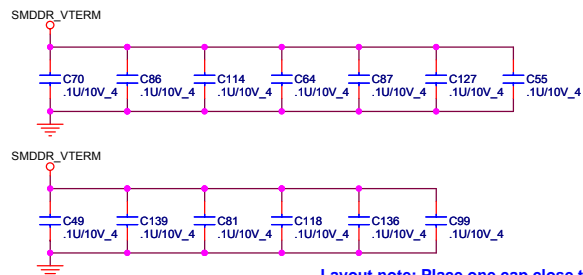 SMDDR_VTERM
C70 C86 C114 C64 C87 C127 C55
.1U/10V_4 .1U/10V_4 .1U/10V_4 .1U/10V_4 .1U/10V_4 .1U/10V_4 .1U/10V_4
SMDDR_VTERM
C49 C139 C81 C118 C136 C99
.1U/10V_4 .1U/10V_4 .1U/10V_4 .1U/10V_4 .1U/10V_4 .1U/10V_4
Layout note: Place one cap close t